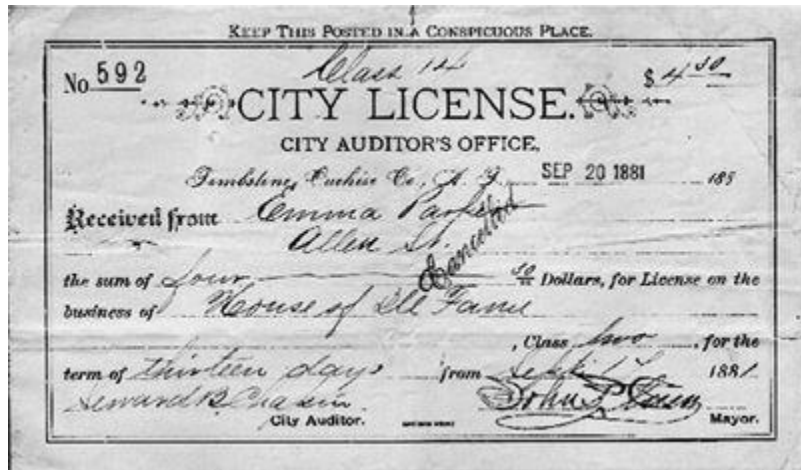 KEEP THIS POSTED IN A CONSPICUOUS PLACE.
Class 14
No 592 $4 50
CITY LICENSE.
CITY AUDITOR'S OFFICE,
Tombstone, Cochise Co., A. T. SEP 20 1881 188
Received from Emma Parker
Allen St.
Cancelled
the sum of Four 50 Dollars, for License on the
business of House of Ill Fame
, Class two , for the
term of thirteen days from Sept. 17 1881
Seward B. Chapin
City Auditor. John P. Clum Mayor.